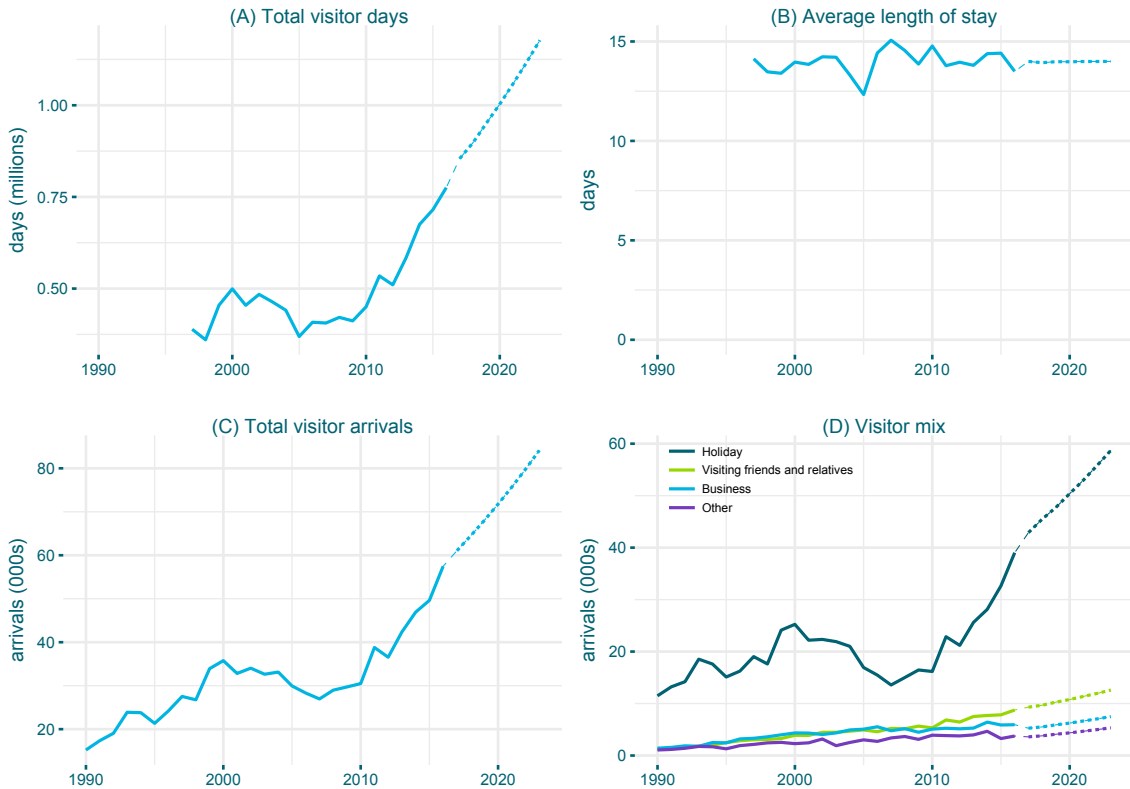 (A) Total visitor days
days (millions)
1.00
0.75
0.50
1990 2000 2010 2020
(B) Average length of stay
days
15
10
5
0
1990 2000 2010 2020
(C) Total visitor arrivals
arrivals (000s)
80
60
40
20
1990 2000 2010 2020
(D) Visitor mix
arrivals (000s)
60
40
20
0
Holiday
Visiting friends and relatives
Business
Other
1990 2000 2010 2020